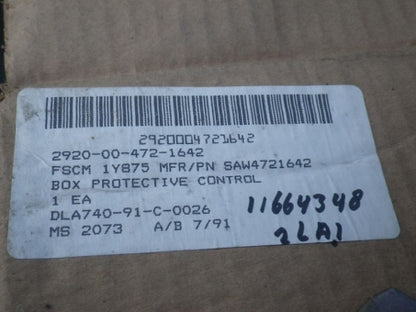 2920004721642
2920-00-472-1642
FSCM 1Y875 MFR/PN SAW4721642
BOX PROTECTIVE CONTROL
1 EA
DLA740-91-C-0026
MS 2073 A/B 7/91
11664348
2LA1